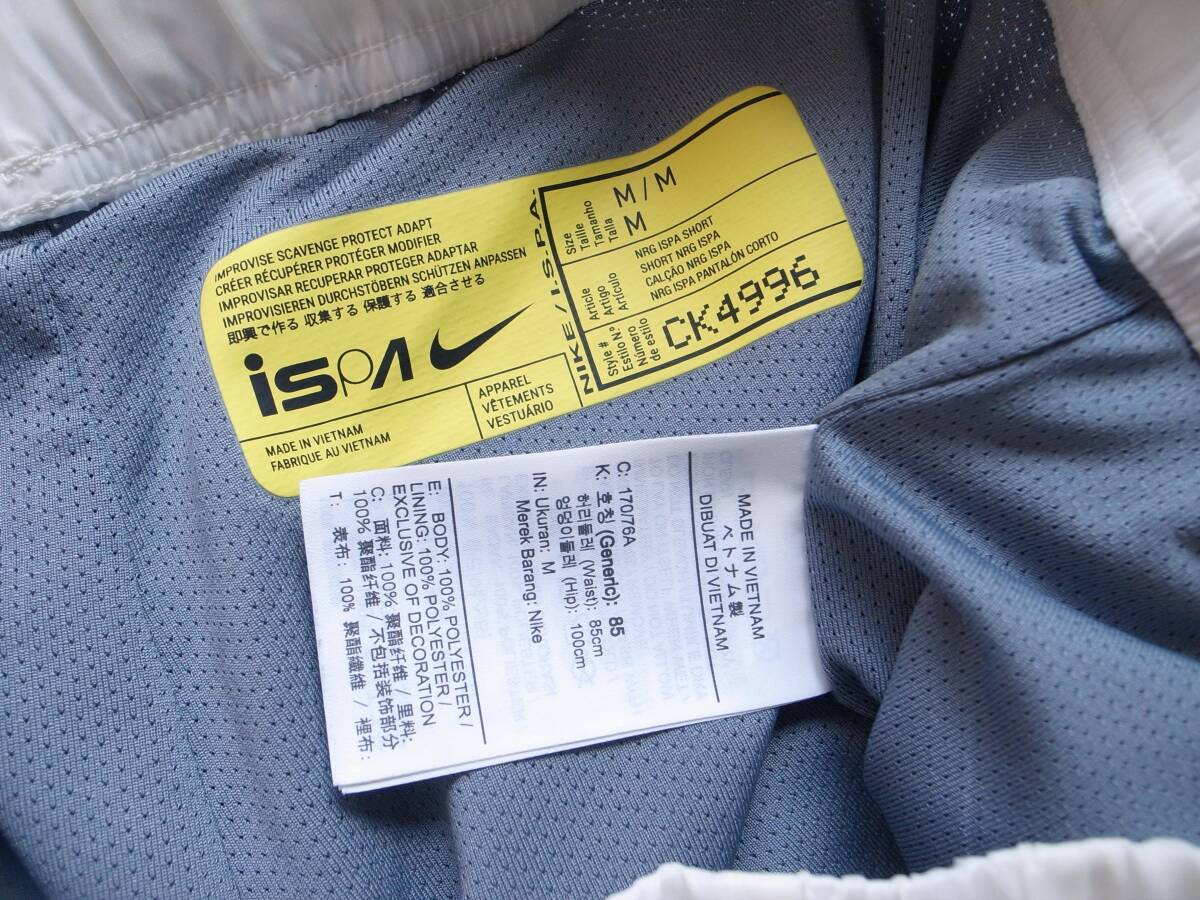 IMPROVISE SCAVENGE PROTECT ADAPT
CRÉER RÉCUPÉRER PROTÉGER MODIFIER
IMPROVISAR RECUPERAR PROTEGER ADAPTAR
IMPROVISIEREN DURCHSTÖBERN SCHÜTZEN ANPASSEN
即興で作る 収集する 保護する 適合させる
ispa
MADE IN VIETNAM
FABRIQUE AU VIETNAM
APPAREL
VÊTEMENTS
VESTUÁRIO
NIKE/I.S.P.A.
Size
Taille
Tamanho
Talla
M/M
M
Article
Artigo
Artículo
NRG ISPA SHORT
SHORT NRG ISPA
CALÇÃO NRG ISPA
NRG ISPA PANTALÓN CORTO
Style #
Estilo N.º
Número
de estilo
CK4996
MADE IN VIETNAM
ベトナム製
DIBUAT DI VIETNAM
C: 170/76A
K: 호칭 (Generic): 85
허리둘레 (Waist): 85cm
엉덩이둘레 (Hip): 100cm
IN: Ukuran: M
Merek Barang: Nike
E: BODY: 100% POLYESTER /
LINING: 100% POLYESTER /
EXCLUSIVE OF DECORATION
C: 面料: 100% 聚酯纤维 / 里料:
100% 聚酯纤维 / 不包括装饰部分
T: 表布: 100% 聚酯纖維 / 裡布: